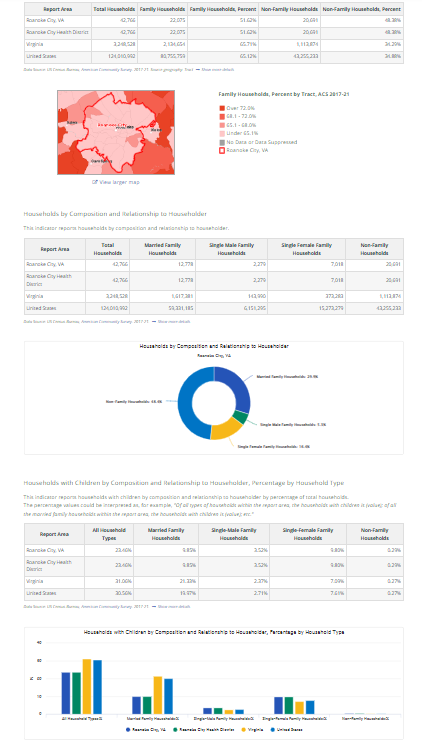 Report Area Total Households Family Households Family Households, Percent Non-Family Households Non-Family Households, Percent
Roanoke City, VA 42,766 22,075 51.62% 20,691 48.38%
Roanoke City Health District 42,766 22,075 51.62% 20,691 48.38%
Virginia 3,248,528 2,134,654 65.71% 1,113,874 34.29%
United States 124,010,992 80,755,759 65.12% 43,255,233 34.88%
Data Source: US Census Bureau, American Community Survey. 2017-21. Source geography: Tract → Show more details
Family Households, Percent by Tract, ACS 2017-21
Over 72.0%
68.1 - 72.0%
65.1 - 68.0%
Under 65.1%
No Data or Data Suppressed
Roanoke City, VA
View larger map
Households by Composition and Relationship to Householder
This indicator reports households by composition and relationship to householder.
Report Area Total Households Married Family Households Single Male Family Households Single Female Family Households Non-Family Households
Roanoke City, VA 42,766 12,778 2,279 7,018 20,691
Roanoke City Health District 42,766 12,778 2,279 7,018 20,691
Virginia 3,248,528 1,617,381 143,990 373,283 1,113,874
United States 124,010,992 59,331,185 6,151,295 15,273,279 43,255,233
Data Source: US Census Bureau, American Community Survey. 2017-21. → Show more details
Households by Composition and Relationship to Householder
Roanoke City, VA
Married Family Households: 29.9%
Non-Family Households: 48.4%
Single Male Family Households: 5.3%
Single Female Family Households: 16.4%
Households with Children by Composition and Relationship to Householder, Percentage by Household Type
This indicator reports households with children by composition and relationship to householder by percentage of total households.
The percentage values could be interpreted as, for example, "Of all types of households within the report area, the households with children is (value); of all
the married family households within the report area, the households with children is (value), etc."
Report Area All Household Types Married Family Households Single-Male Family Households Single-Female Family Households Non-Family Households
Roanoke City, VA 23.46% 9.85% 3.52% 9.80% 0.29%
Roanoke City Health District 23.46% 9.85% 3.52% 9.80% 0.29%
Virginia 31.06% 21.33% 2.37% 7.09% 0.27%
United States 30.56% 19.97% 2.71% 7.61% 0.27%
Data Source: US Census Bureau, American Community Survey. 2017-21. → Show more details
Households with Children by Composition and Relationship to Householder, Percentage by Household Type
40
30
20
10
0
%
All Household Types% Married Family Households% Single-Male Family Households% Single-Female Family Households% Non-Family Households%
Roanoke City, VA Roanoke City Health District Virginia United States